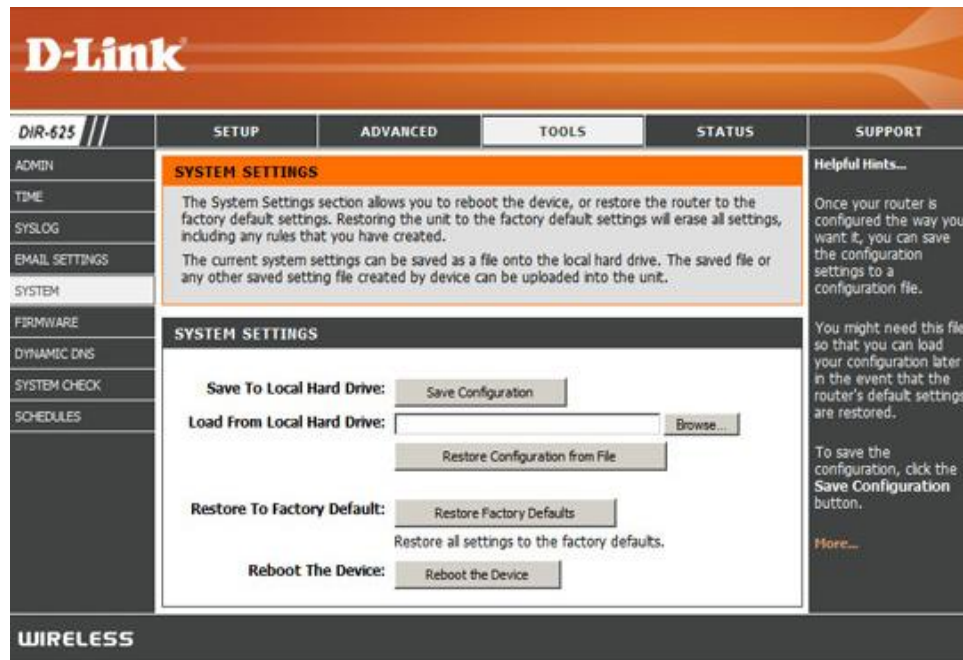 D-Link
DIR-625
SETUP
ADVANCED
TOOLS
STATUS
SUPPORT
ADMIN
TIME
SYSLOG
EMAIL SETTINGS
SYSTEM
FIRMWARE
DYNAMIC DNS
SYSTEM CHECK
SCHEDULES
SYSTEM SETTINGS
The System Settings section allows you to reboot the device, or restore the router to the
factory default settings. Restoring the unit to the factory default settings will erase all settings,
including any rules that you have created.
The current system settings can be saved as a file onto the local hard drive. The saved file or
any other saved setting file created by device can be uploaded into the unit.
SYSTEM SETTINGS
Save To Local Hard Drive: Save Configuration
Load From Local Hard Drive: Browse...
Restore Configuration from File
Restore To Factory Default: Restore Factory Defaults
Restore all settings to the factory defaults.
Reboot The Device: Reboot the Device
Helpful Hints...
Once your router is
configured the way you
want it, you can save
the configuration
settings to a
configuration file.
You might need this file
so that you can load
your configuration later
in the event that the
router's default settings
are restored.
To save the
configuration, click the
Save Configuration
button.
More...
WIRELESS